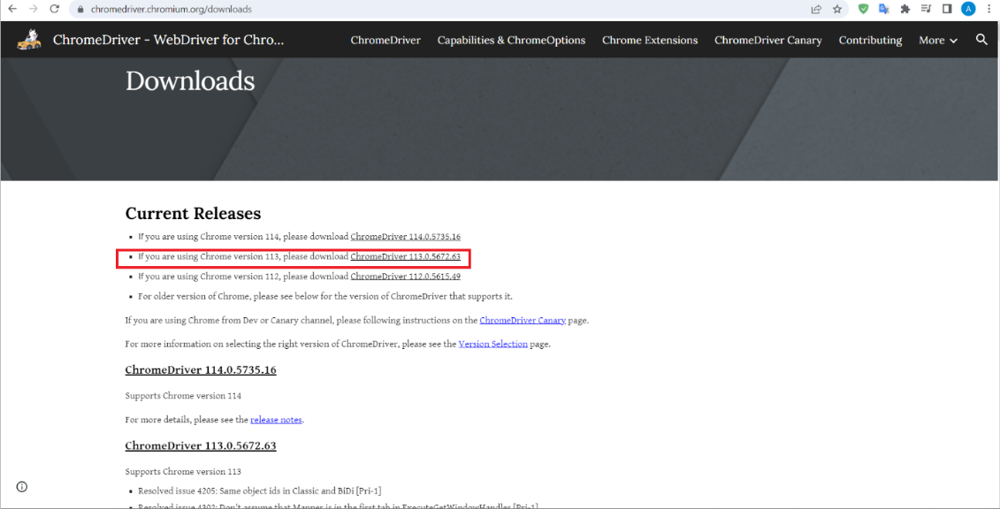 chromedriver.chromium.org/downloads
A
ChromeDriver - WebDriver for Chro... ChromeDriver Capabilities & ChromeOptions Chrome Extensions ChromeDriver Canary Contributing More
Downloads
Current Releases
▪ If you are using Chrome version 114, please download ChromeDriver 114.0.5735.16
▪ If you are using Chrome version 113, please download ChromeDriver 113.0.5672.63
▪ If you are using Chrome version 112, please download ChromeDriver 112.0.5615.49
▪ For older version of Chrome, please see below for the version of ChromeDriver that supports it.
If you are using Chrome from Dev or Canary channel, please following instructions on the ChromeDriver Canary page.
For more information on selecting the right version of ChromeDriver, please see the Version Selection page.
ChromeDriver 114.0.5735.16
Supports Chrome version 114
For more details, please see the release notes.
ChromeDriver 113.0.5672.63
Supports Chrome version 113
▪ Resolved issue 4205: Same object ids in Classic and BiDi [Pri-1]
▪ Resolved issue 4302: Don't assume that Mapper is in the first tab in ExecuteGetWindowHandles [Pri-1]